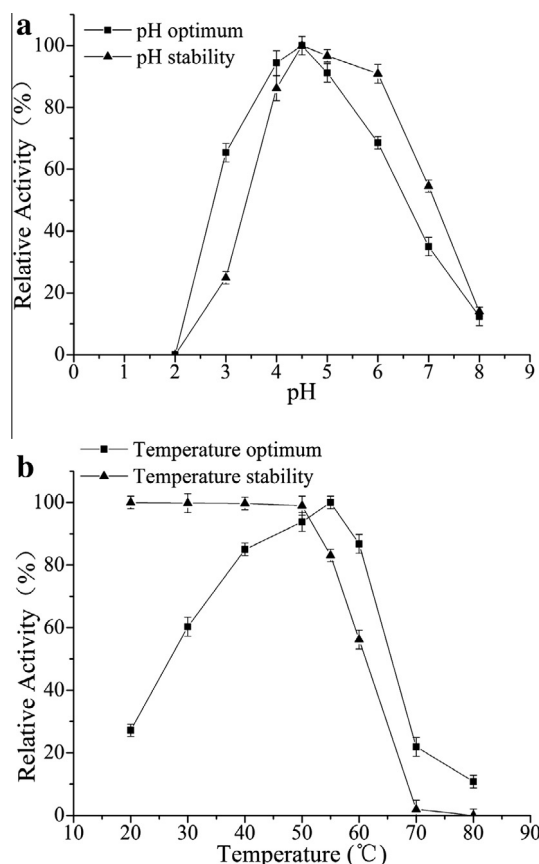 a
pH optimum
pH stability
Relative Activity (%)
100
80
60
40
20
0
0 1 2 3 4 5 6 7 8 9
pH
b
Temperature optimum
Temperature stability
Relative Activity (%)
100
80
60
40
20
0
10 20 30 40 50 60 70 80 90
Temperature (℃)